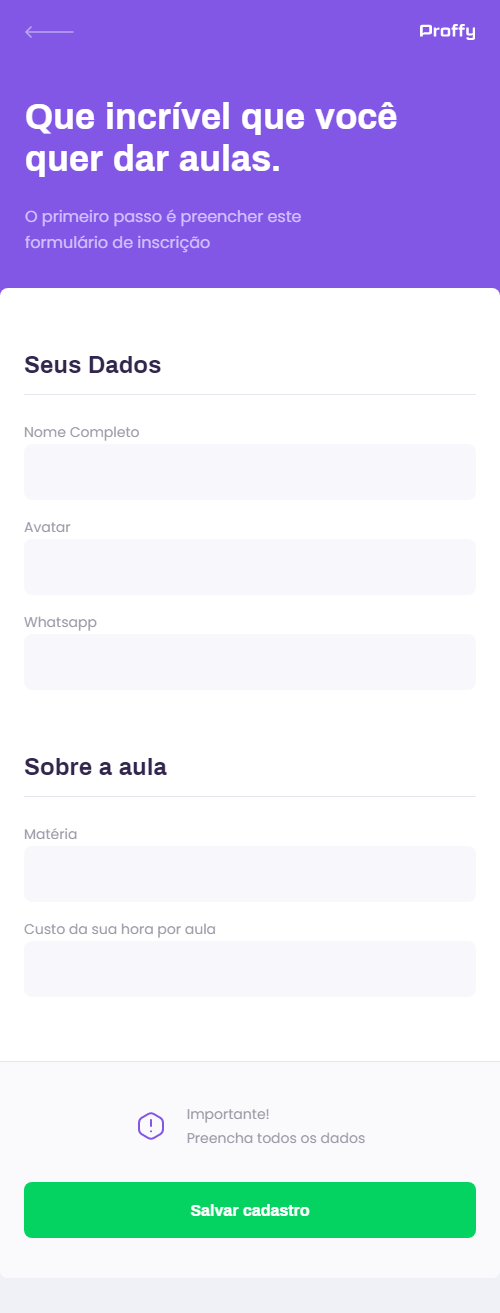 Proffy
Que incrível que você
quer dar aulas.
O primeiro passo é preencher este
formulário de inscrição
Seus Dados
Nome Completo
Avatar
Whatsapp
Sobre a aula
Matéria
Custo da sua hora por aula
Importante!
Preencha todos os dados
Salvar cadastro